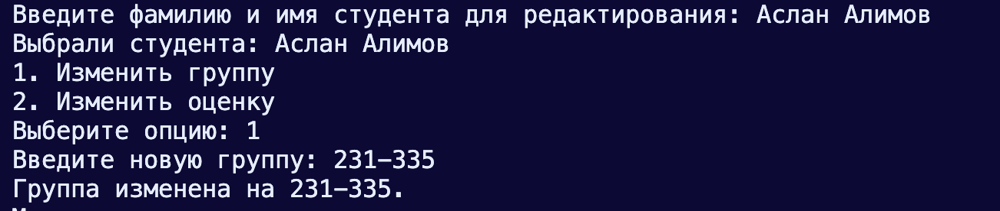 Введите фамилию и имя студента для редактирования: Аслан Алимов
Выбрали студента: Аслан Алимов
1. Изменить группу
2. Изменить оценку
Выберите опцию: 1
Введите новую группу: 231-335
Группа изменена на 231-335.